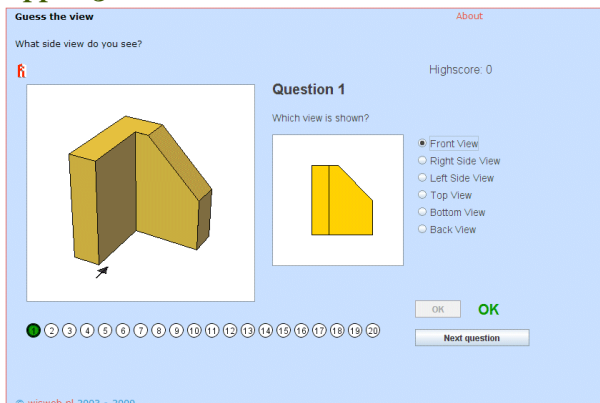 Guess the view
About
What side view do you see?
Highscore: 0
Question 1
Which view is shown?
Front View
Right Side View
Left Side View
Top View
Bottom View
Back View
OK OK
1 2 3 4 5 6 7 8 9 10 11 12 13 14 15 16 17 18 19 20
Next question